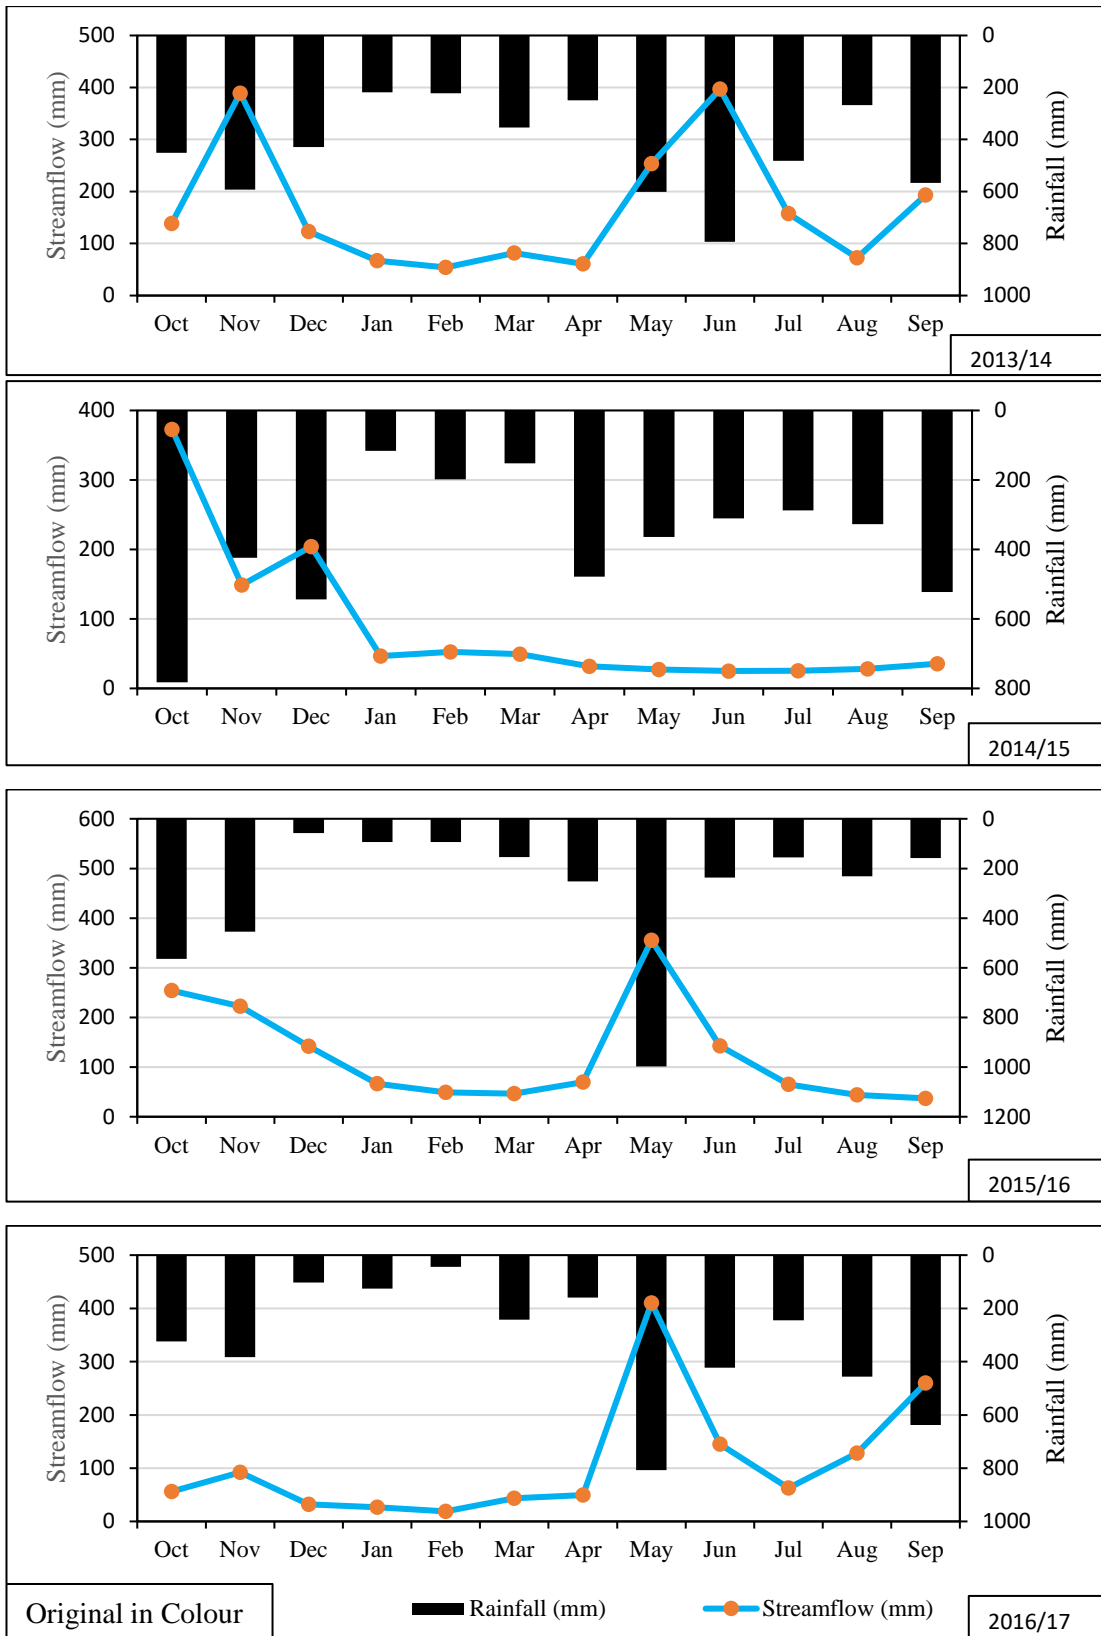 500 400 300 200 100 0
Streamflow (mm)
0 200 400 600 800 1000
Rainfall (mm)
Oct Nov Dec Jan Feb Mar Apr May Jun Jul Aug Sep
2013/14
400 300 200 100 0
Streamflow (mm)
0 200 400 600 800
Rainfall (mm)
Oct Nov Dec Jan Feb Mar Apr May Jun Jul Aug Sep
2014/15
600 500 400 300 200 100 0
Streamflow (mm)
0 200 400 600 800 1000 1200
Rainfall (mm)
Oct Nov Dec Jan Feb Mar Apr May Jun Jul Aug Sep
2015/16
500 400 300 200 100 0
Streamflow (mm)
0 200 400 600 800 1000
Rainfall (mm)
Oct Nov Dec Jan Feb Mar Apr May Jun Jul Aug Sep
Original in Colour
Rainfall (mm) Streamflow (mm)
2016/17